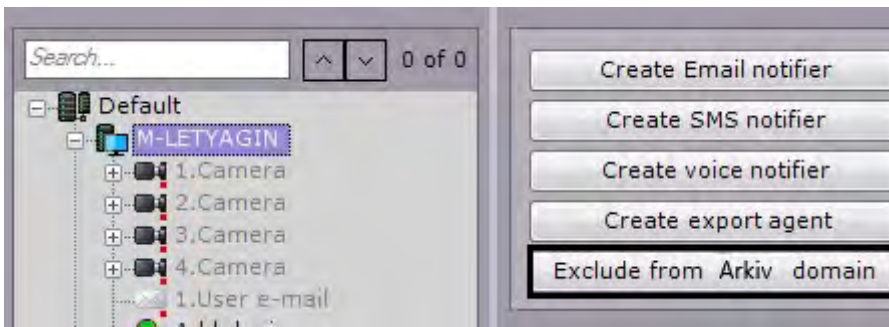 Search...
0 of 0
Default
M-LETYAGIN
1.Camera
2.Camera
3.Camera
4.Camera
1.User e-mail
Create Email notifier
Create SMS notifier
Create voice notifier
Create export agent
Exclude from Arkiv domain